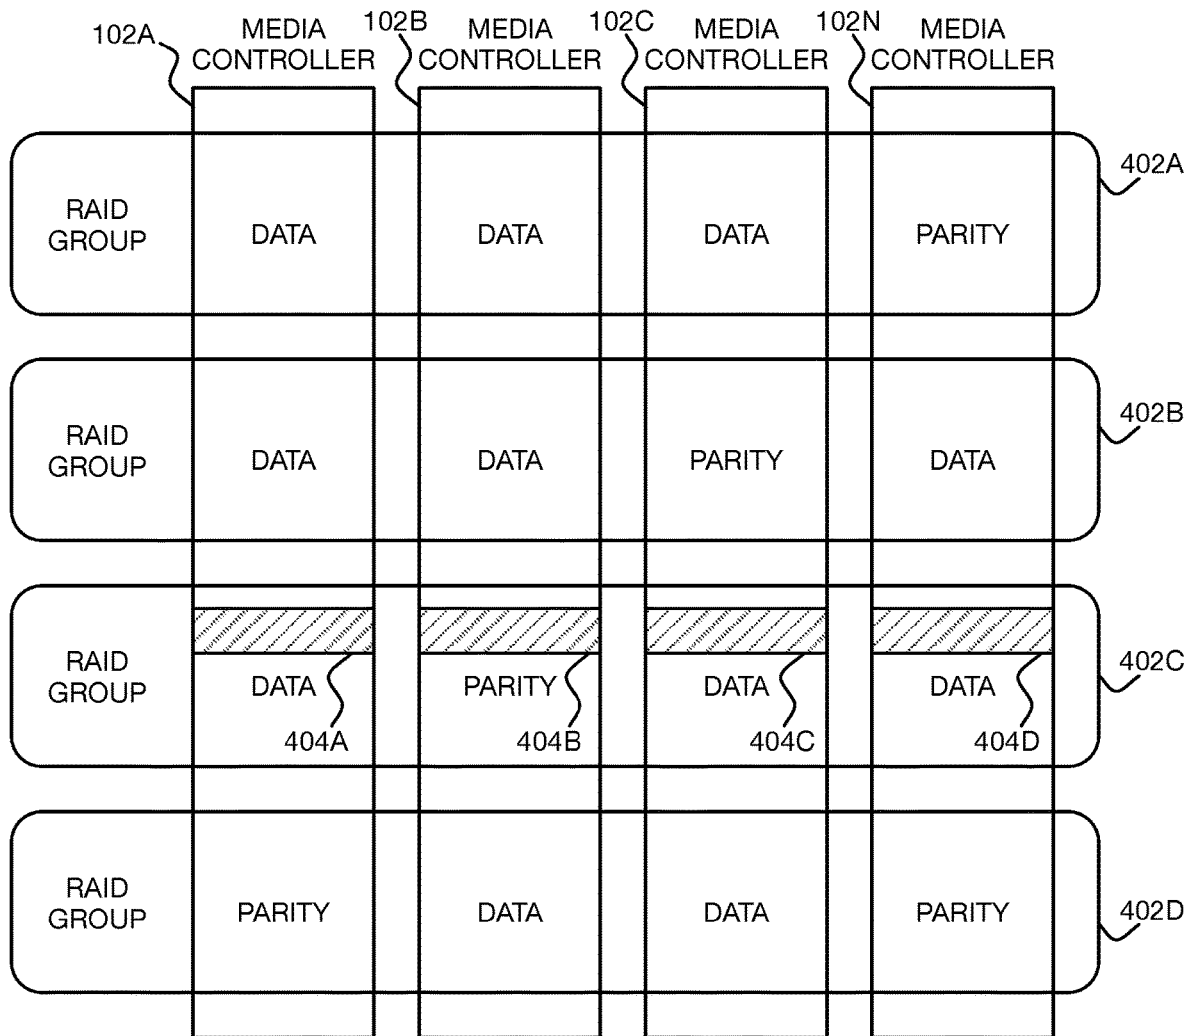 102A
MEDIA
CONTROLLER
102B
MEDIA
CONTROLLER
102C
MEDIA
CONTROLLER
102N
MEDIA
CONTROLLER
RAID
GROUP
DATA
DATA
DATA
PARITY
402A
RAID
GROUP
DATA
DATA
PARITY
DATA
402B
RAID
GROUP
DATA
PARITY
DATA
DATA
402C
404A
404B
404C
404D
RAID
GROUP
PARITY
DATA
DATA
PARITY
402D